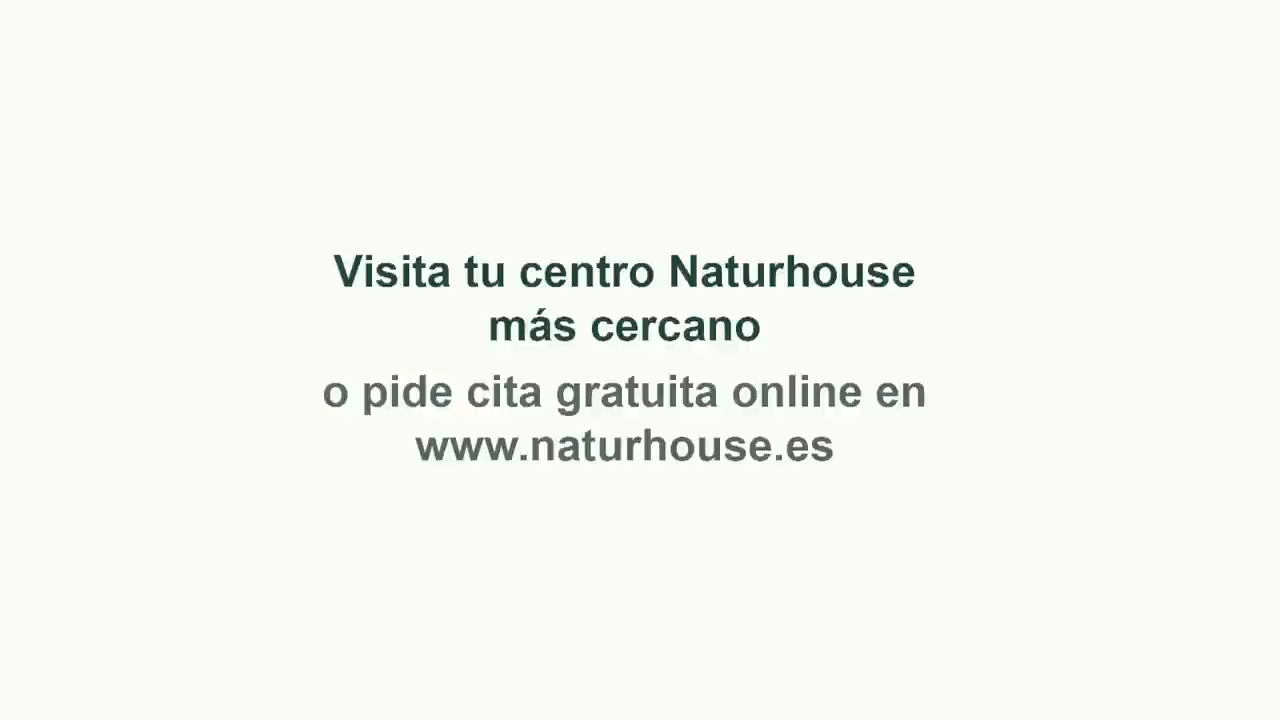 Visita tu centro Naturhouse
más cercano
o pide cita gratuita online en
www.naturhouse.es